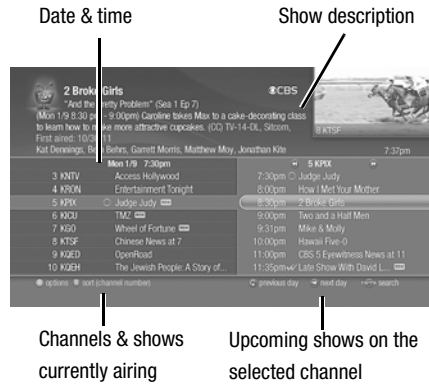 Date & time
Show description
2 Broke Girls
CBS
"And the Pretty Problem" (Sea 1 Ep 7)
(Mon 1/9 8:30 pm - 9:00pm) Caroline takes Max to a cake-decorating class
to learn how to make more attractive cupcakes. (CC) TV-14-DL, Sitcom,
First aired: 10/
Kat Dennings, Beth Behrs, Garrett Morris, Matthew Moy, Jonathan Kite
8 KTSF
7:37pm
Mon 1/9 7:30pm
5 KPIX
3 KNTV Access Hollywood
4 KRON Entertainment Tonight
5 KPIX Judge Judy
6 KICU TMZ
7 KGO Wheel of Fortune
8 KTSF Chinese News at 7
9 KQED OpenRoad
10 KQEH The Jewish People: A Story of...
7:30pm Judge Judy
8:00pm How I Met Your Mother
8:30pm 2 Broke Girls
9:00pm Two and a Half Men
9:31pm Mike & Molly
10:00pm Hawaii Five-0
11:00pm CBS 5 Eyewitness News at 11
11:35pm Late Show With David L...
options sort (channel number)
previous day next day search
Channels & shows
currently airing
Upcoming shows on the
selected channel